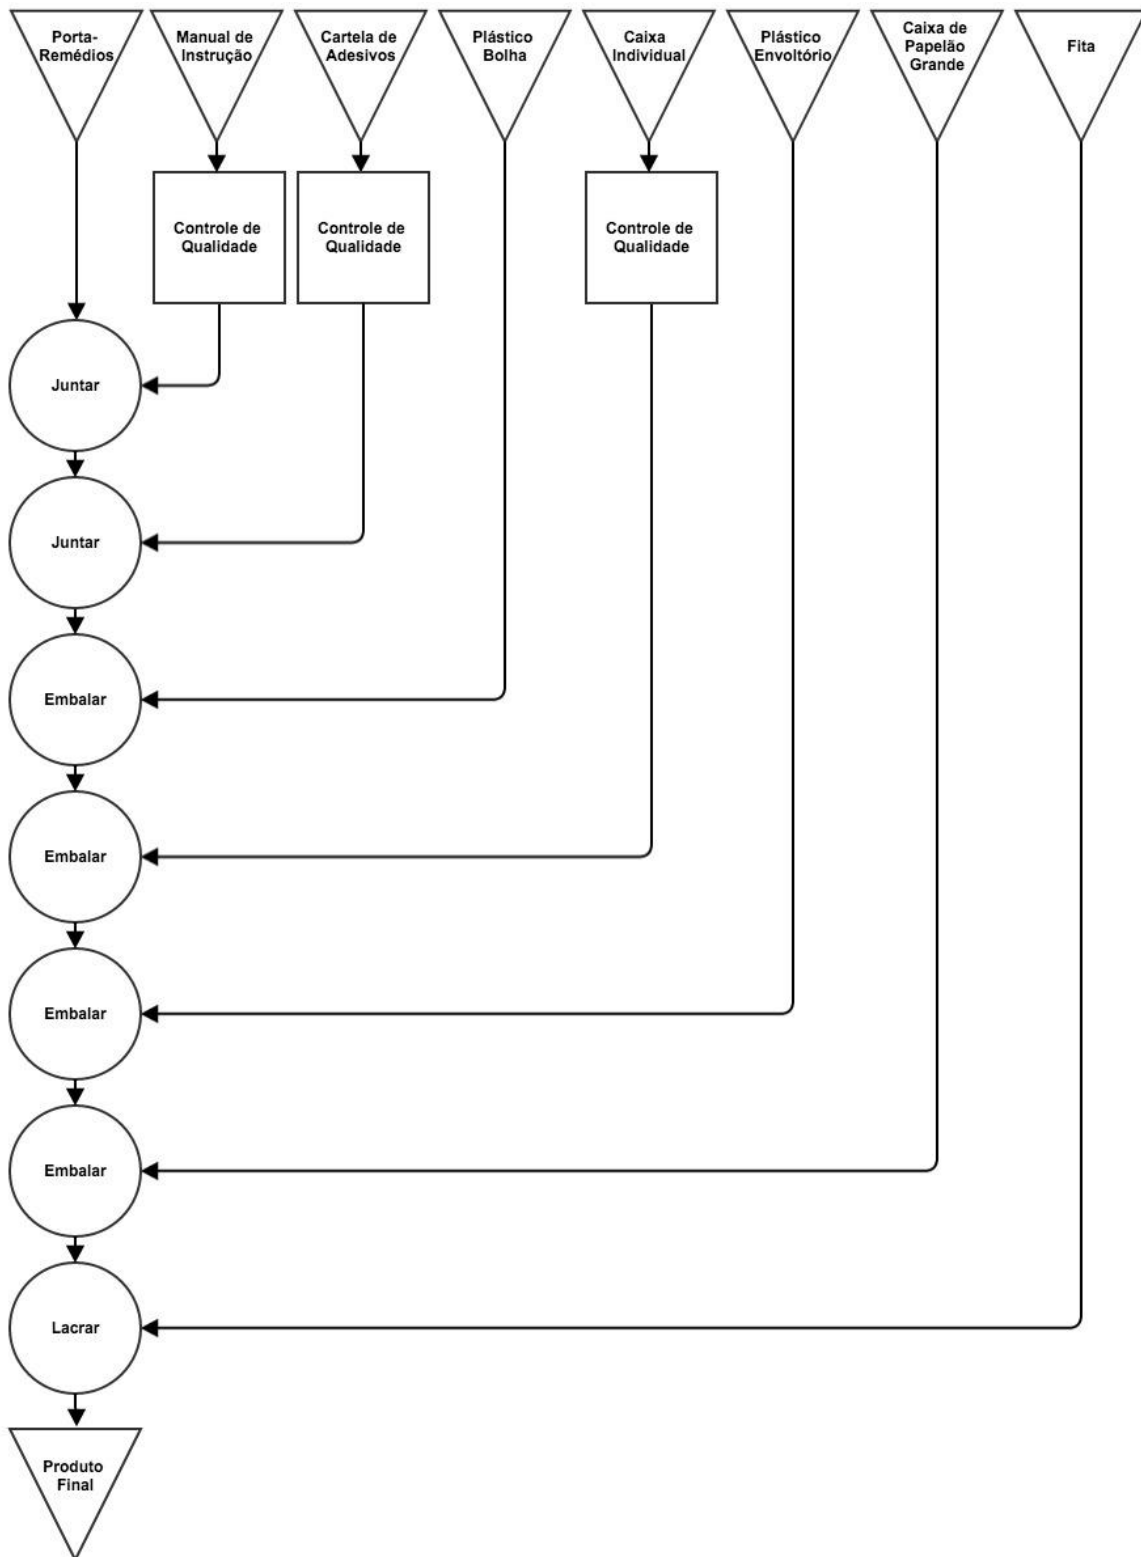 Porta-
Remédios
Manual de
Instrução
Cartela de
Adesivos
Plástico
Bolha
Caixa
Individual
Plástico
Envoltório
Caixa de
Papelão
Grande
Fita
Controle de
Qualidade
Controle de
Qualidade
Controle de
Qualidade
Juntar
Juntar
Embalar
Embalar
Embalar
Embalar
Lacrar
Produto
Final